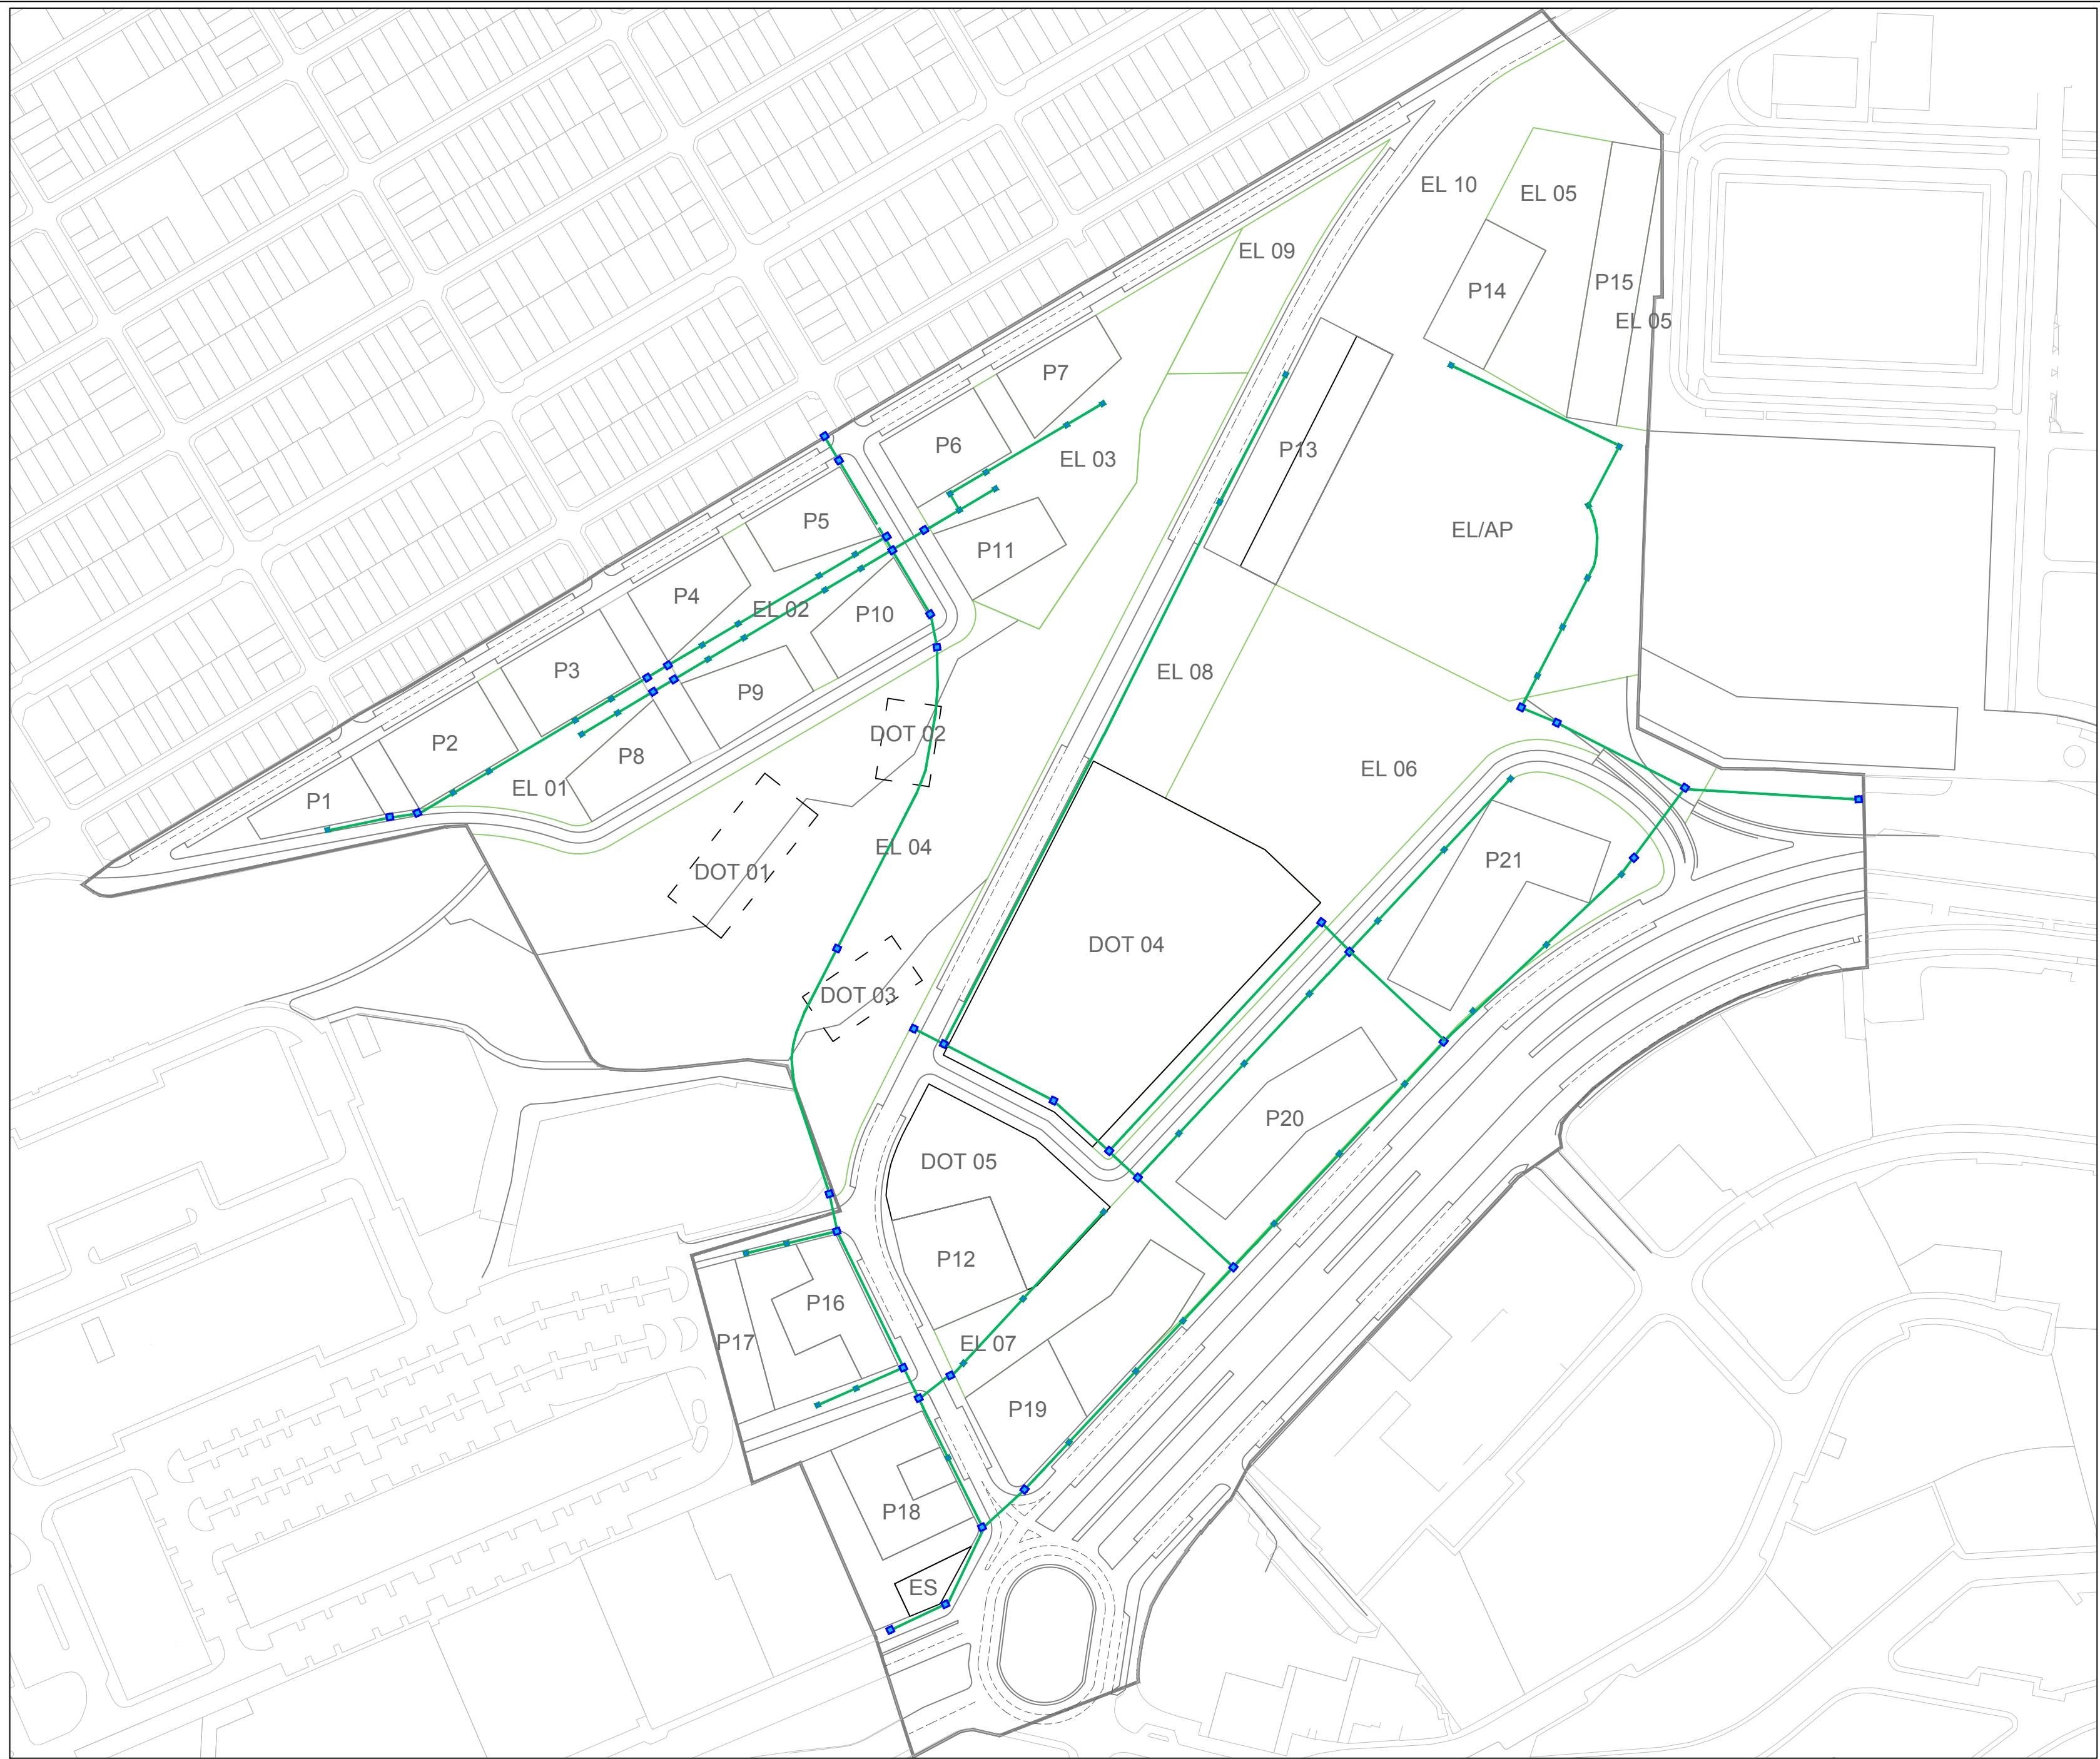 EL 10
EL 05
EL 09
P15
P14
EL 05
P7
P6
P13
EL 03
P5
EL/AP
P11
P4
EL 02
P10
P3
EL 08
P9
DOT 02
P2
P8
EL 06
EL 01
P1
EL 04
P21
DOT 01
DOT 04
DOT 03
P20
DOT 05
P12
P16
P17
EL 07
P19
P18
ES